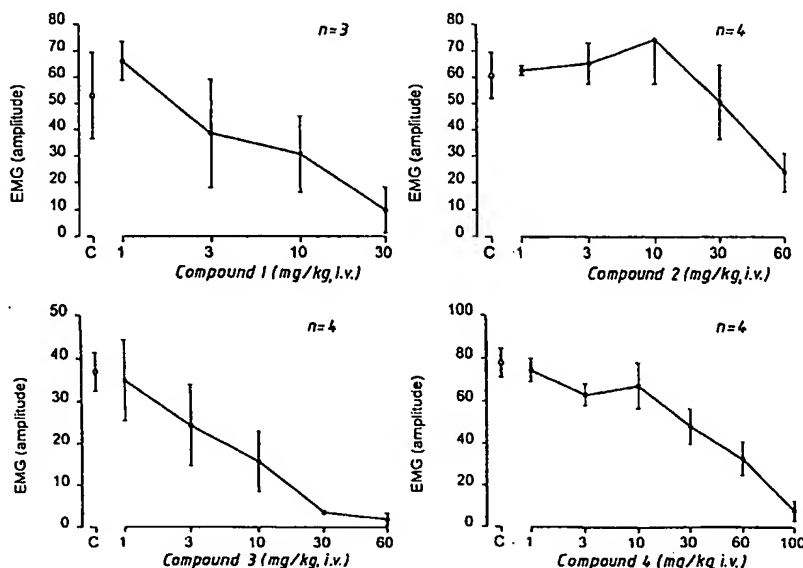 80
70
60
50
40
30
20
10
0
EMG (amplitude)
n=3
C 1 3 10 30
Compound 1 (mg/kg, i.v.)
80
70
60
50
40
30
20
10
0
EMG (amplitude)
n=4
C 1 3 10 30 60
Compound 2 (mg/kg, i.v.)
50
40
30
20
10
0
EMG (amplitude)
n=4
C 1 3 10 30 60
Compound 3 (mg/kg, i.v.)
100
80
60
40
20
0
EMG (amplitude)
n=4
C 1 3 10 30 60 100
Compound 4 (mg/kg i.v.)